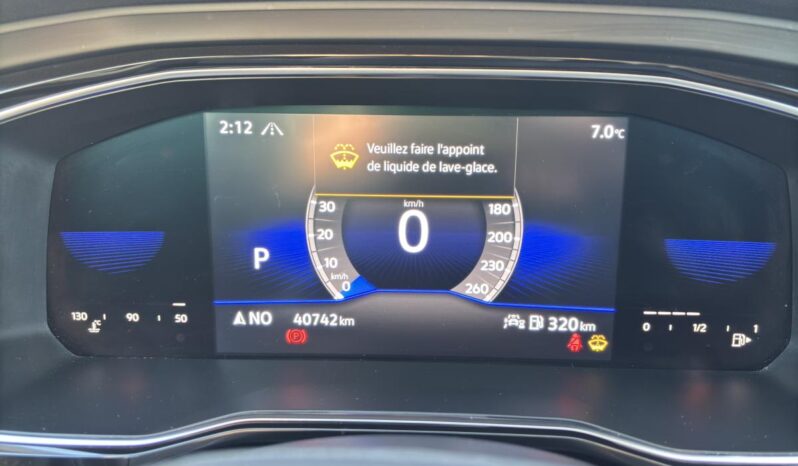 2:12
7.0°C
Veuillez faire l'appoint
de liquide de lave-glace.
30
km/h
180
20
0
200
P
10
230
km/h
0
260
130 90 50
°C
NO
40742 km
320 km
0 1/2 1
P